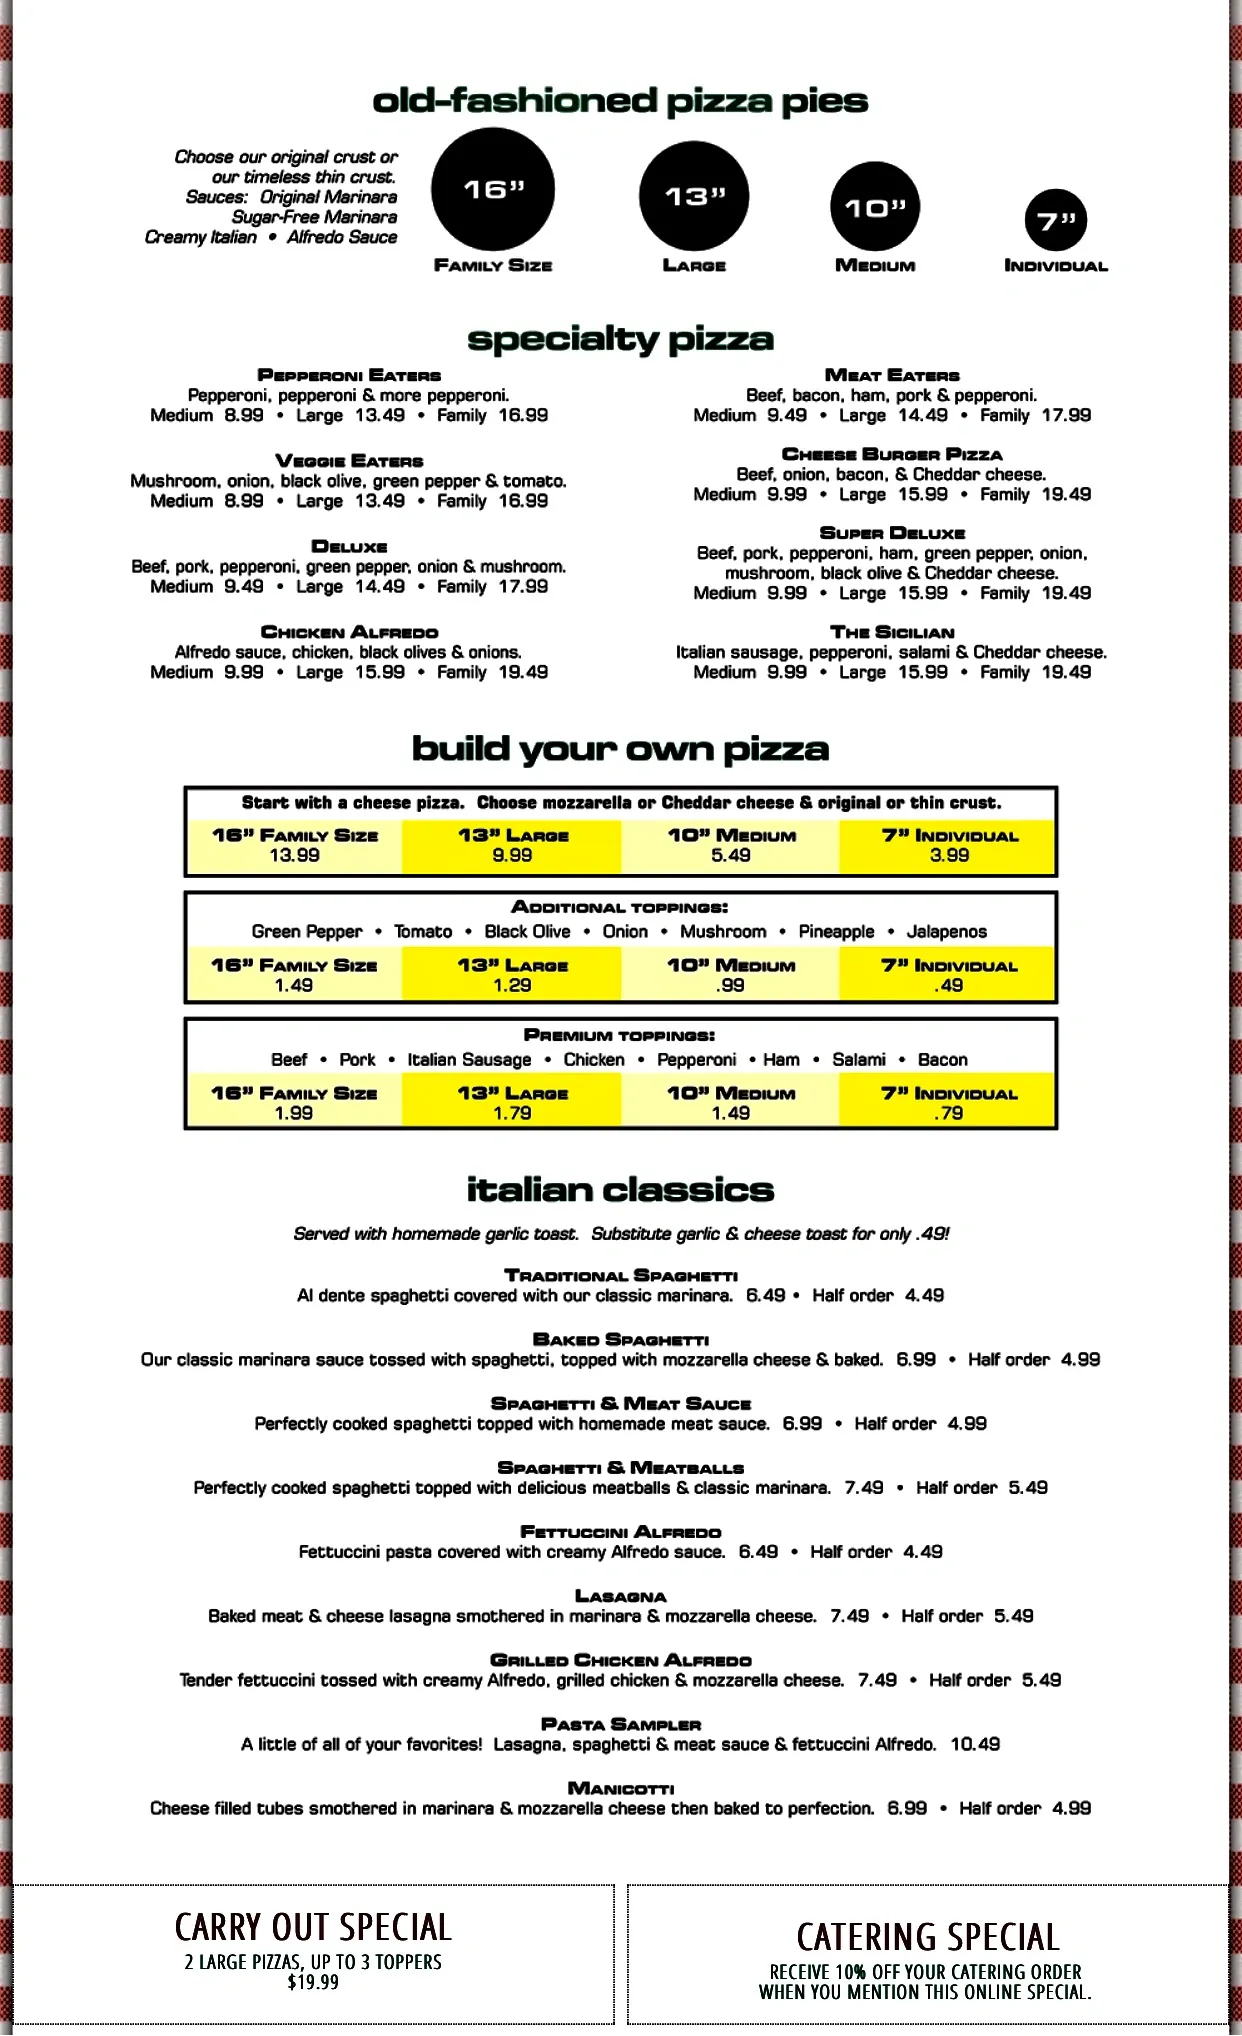 old-fashioned pizza pies
Choose our original crust or
our timeless thin crust.
Sauces: Original Marinara
Sugar-Free Marinara
Creamy Italian • Alfredo Sauce
16”
Family Size
13”
Large
10”
Medium
7”
Individual
specialty pizza
Pepperoni Eaters
Pepperoni, pepperoni & more pepperoni.
Medium 8.99 • Large 13.49 • Family 16.99
Veggie Eaters
Mushroom, onion, black olive, green pepper & tomato.
Medium 8.99 • Large 13.49 • Family 16.99
Deluxe
Beef, pork, pepperoni, green pepper, onion & mushroom.
Medium 9.49 • Large 14.49 • Family 17.99
Chicken Alfredo
Alfredo sauce, chicken, black olives & onions.
Medium 9.99 • Large 15.99 • Family 19.49
Meat Eaters
Beef, bacon, ham, pork & pepperoni.
Medium 9.49 • Large 14.49 • Family 17.99
Cheese Burger Pizza
Beef, onion, bacon, & Cheddar cheese.
Medium 9.99 • Large 15.99 • Family 19.49
Super Deluxe
Beef, pork, pepperoni, ham, green pepper, onion,
mushroom, black olive & Cheddar cheese.
Medium 9.99 • Large 15.99 • Family 19.49
The Sicilian
Italian sausage, pepperoni, salami & Cheddar cheese.
Medium 9.99 • Large 15.99 • Family 19.49
build your own pizza
Start with a cheese pizza. Choose mozzarella or Cheddar cheese & original or thin crust.
16” Family Size 13” Large 10” Medium 7” Individual
13.99 9.99 5.49 3.99
Additional toppings:
Green Pepper • Tomato • Black Olive • Onion • Mushroom • Pineapple • Jalapenos
16” Family Size 13” Large 10” Medium 7” Individual
1.49 1.29 .99 .49
Premium toppings:
Beef • Pork • Italian Sausage • Chicken • Pepperoni • Ham • Salami • Bacon
16” Family Size 13” Large 10” Medium 7” Individual
1.99 1.79 1.49 .79
italian classics
Served with homemade garlic toast. Substitute garlic & cheese toast for only .49!
Traditional Spaghetti
Al dente spaghetti covered with our classic marinara. 6.49 • Half order 4.49
Baked Spaghetti
Our classic marinara sauce tossed with spaghetti, topped with mozzarella cheese & baked. 6.99 • Half order 4.99
Spaghetti & Meat Sauce
Perfectly cooked spaghetti topped with homemade meat sauce. 6.99 • Half order 4.99
Spaghetti & Meatballs
Perfectly cooked spaghetti topped with delicious meatballs & classic marinara. 7.49 • Half order 5.49
Fettuccini Alfredo
Fettuccini pasta covered with creamy Alfredo sauce. 6.49 • Half order 4.49
Lasagna
Baked meat & cheese lasagna smothered in marinara & mozzarella cheese. 7.49 • Half order 5.49
Grilled Chicken Alfredo
Tender fettuccini tossed with creamy Alfredo, grilled chicken & mozzarella cheese. 7.49 • Half order 5.49
Pasta Sampler
A little of all of your favorites! Lasagna, spaghetti & meat sauce & fettuccini Alfredo. 10.49
Manicotti
Cheese filled tubes smothered in marinara & mozzarella cheese then baked to perfection. 6.99 • Half order 4.99
CARRY OUT SPECIAL
2 LARGE PIZZAS, UP TO 3 TOPPERS
$19.99
CATERING SPECIAL
RECEIVE 10% OFF YOUR CATERING ORDER
WHEN YOU MENTION THIS ONLINE SPECIAL.